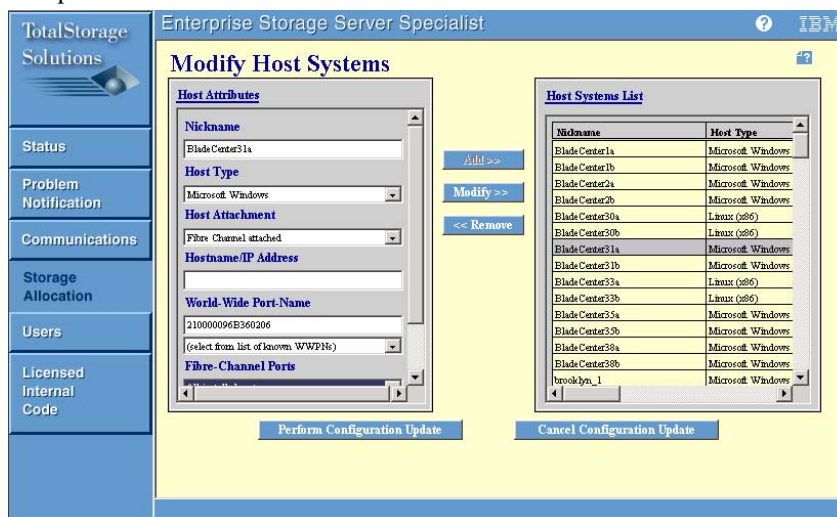 TotalStorage
Solutions
Enterprise Storage Server Specialist
?
IBM
Modify Host Systems
?
Status
Problem
Notification
Communications
Storage
Allocation
Users
Licensed
Internal
Code
Host Attributes
Nickname
BladeCenter31a
Host Type
Microsoft Windows
Host Attachment
Fibre Channel attached
Hostname/IP Address
World-Wide Port-Name
210000096B360206
(select from list of known WWPNs)
Fibre-Channel Ports
Add >>
Modify >>
<< Remove
Host Systems List
Nickname Host Type
BladeCenter1a Microsoft Windows
BladeCenter1b Microsoft Windows
BladeCenter2a Microsoft Windows
BladeCenter2b Microsoft Windows
BladeCenter30a Linux (x86)
BladeCenter30b Linux (x86)
BladeCenter31a Microsoft Windows
BladeCenter31b Microsoft Windows
BladeCenter33a Linux (x86)
BladeCenter33b Linux (x86)
BladeCenter35a Microsoft Windows
BladeCenter35b Microsoft Windows
BladeCenter38a Microsoft Windows
BladeCenter38b Microsoft Windows
brooklyn_1 Microsoft Windows
Perform Configuration Update
Cancel Configuration Update